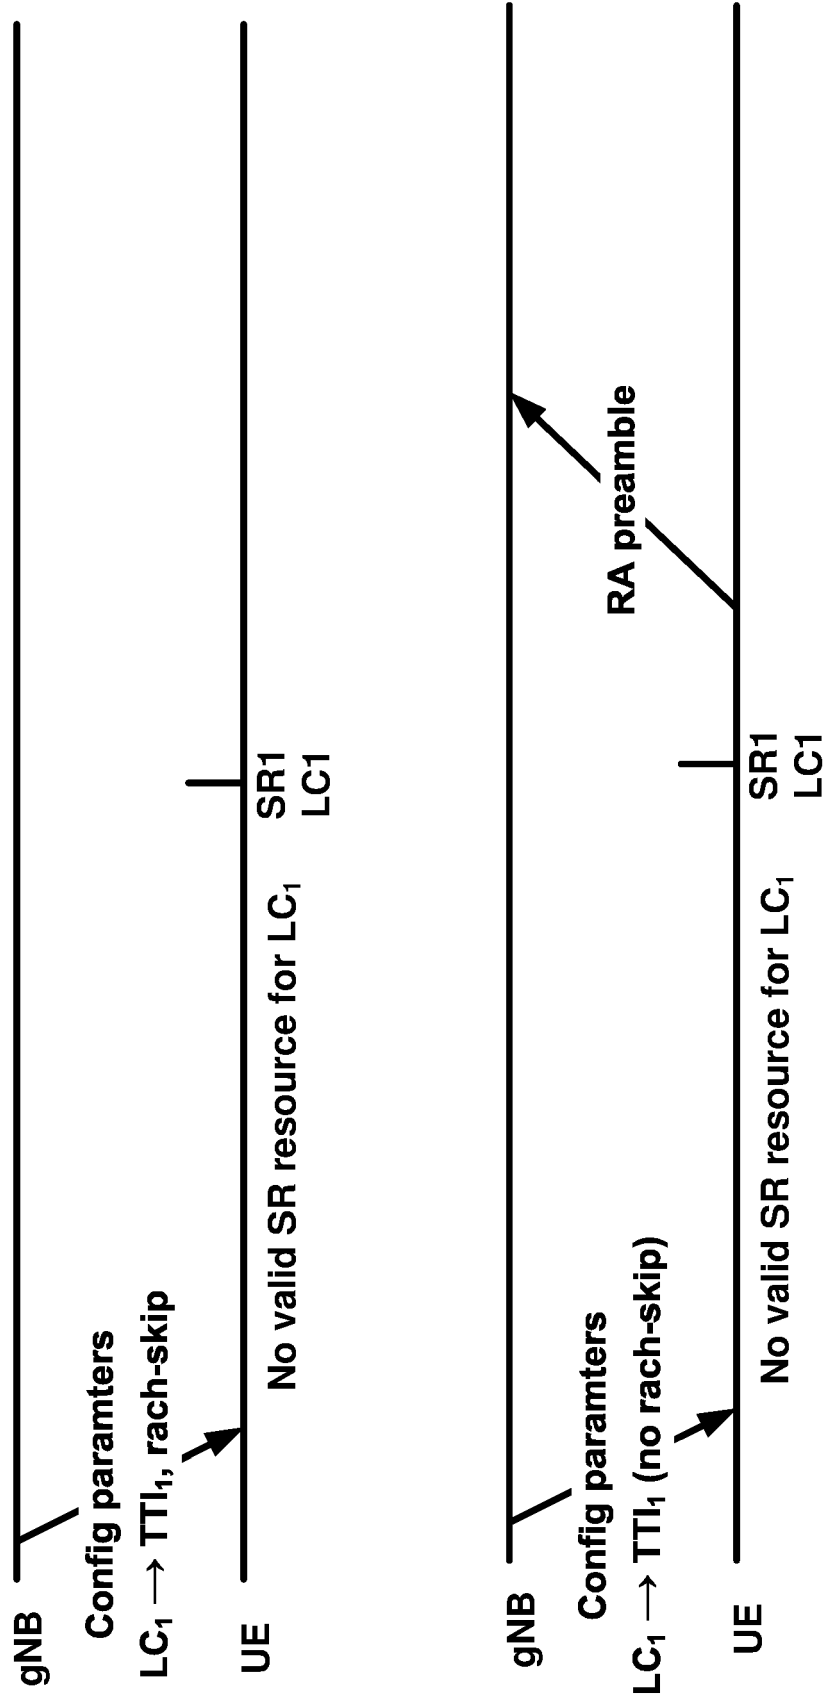 gNB
Config paramters
LC₁ → TTI₁, rach-skip
UE
No valid SR resource for LC₁
SR1
LC1
gNB
Config paramters
LC₁ → TTI₁ (no rach-skip)
RA preamble
UE
No valid SR resource for LC₁
SR1
LC1